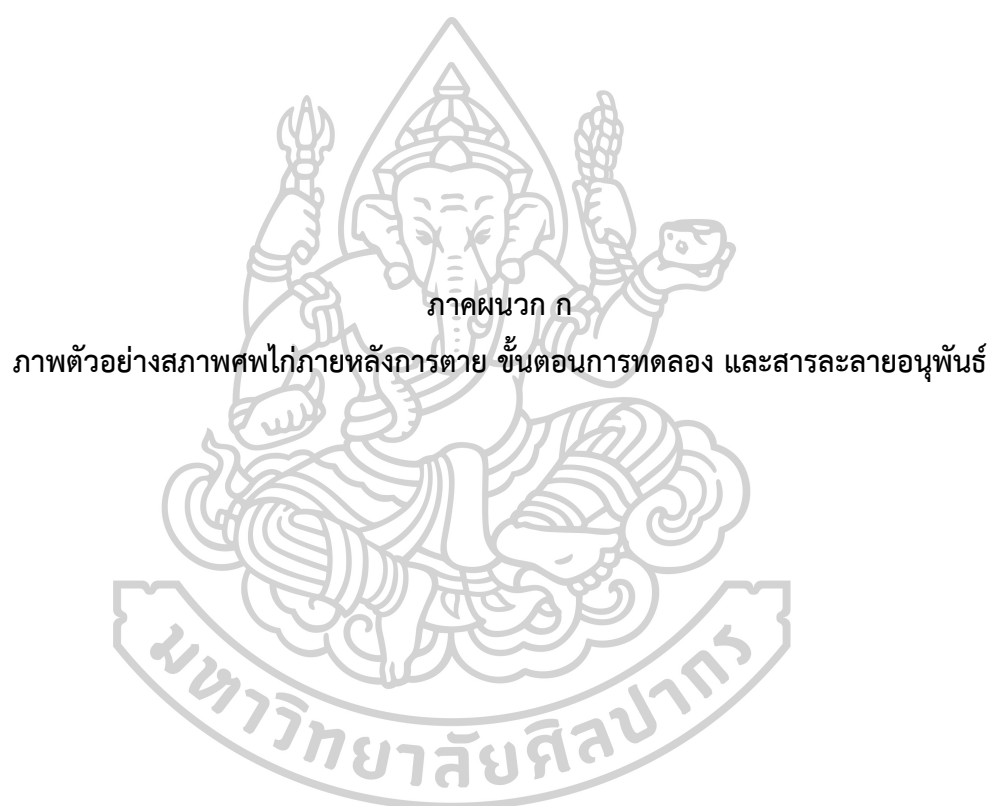 ภาคผนวก ก
ภาพตัวอย่างสภาพศพไก่ภายหลังการตาย ขั้นตอนการทดลอง และสารละลายอนุพันธ์
มหาวิทยาลัยศิลปากร